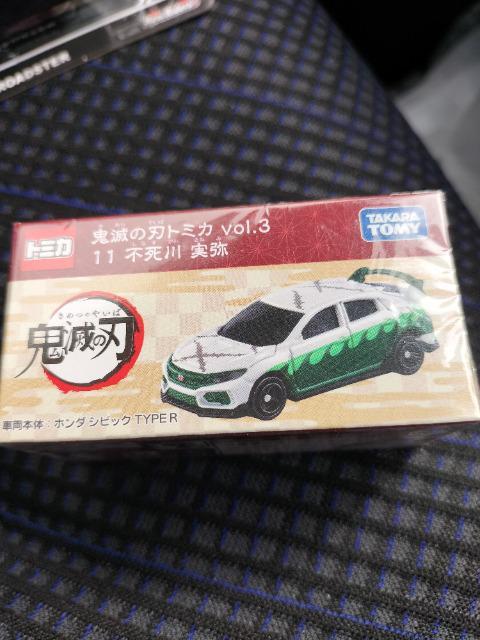 ROADSTER
トミカ
鬼滅の刃トミカ vol.3
11 不死川 実弥
TAKARA
TOMY
きめつのやいば
鬼滅の刃
車両本体：ホンダ シビック TYPE R